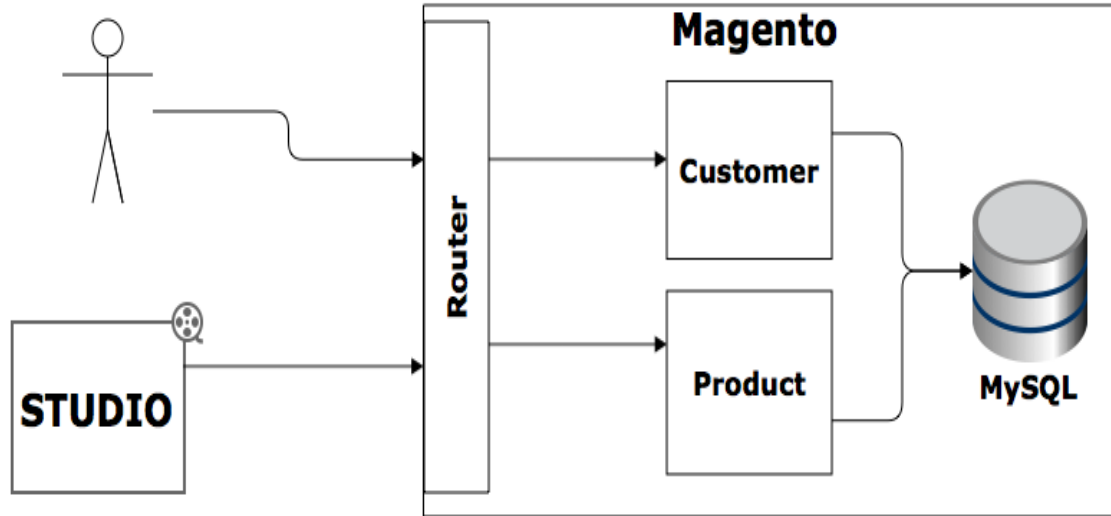 Magento
Router
Customer
STUDIO
Product
MySQL